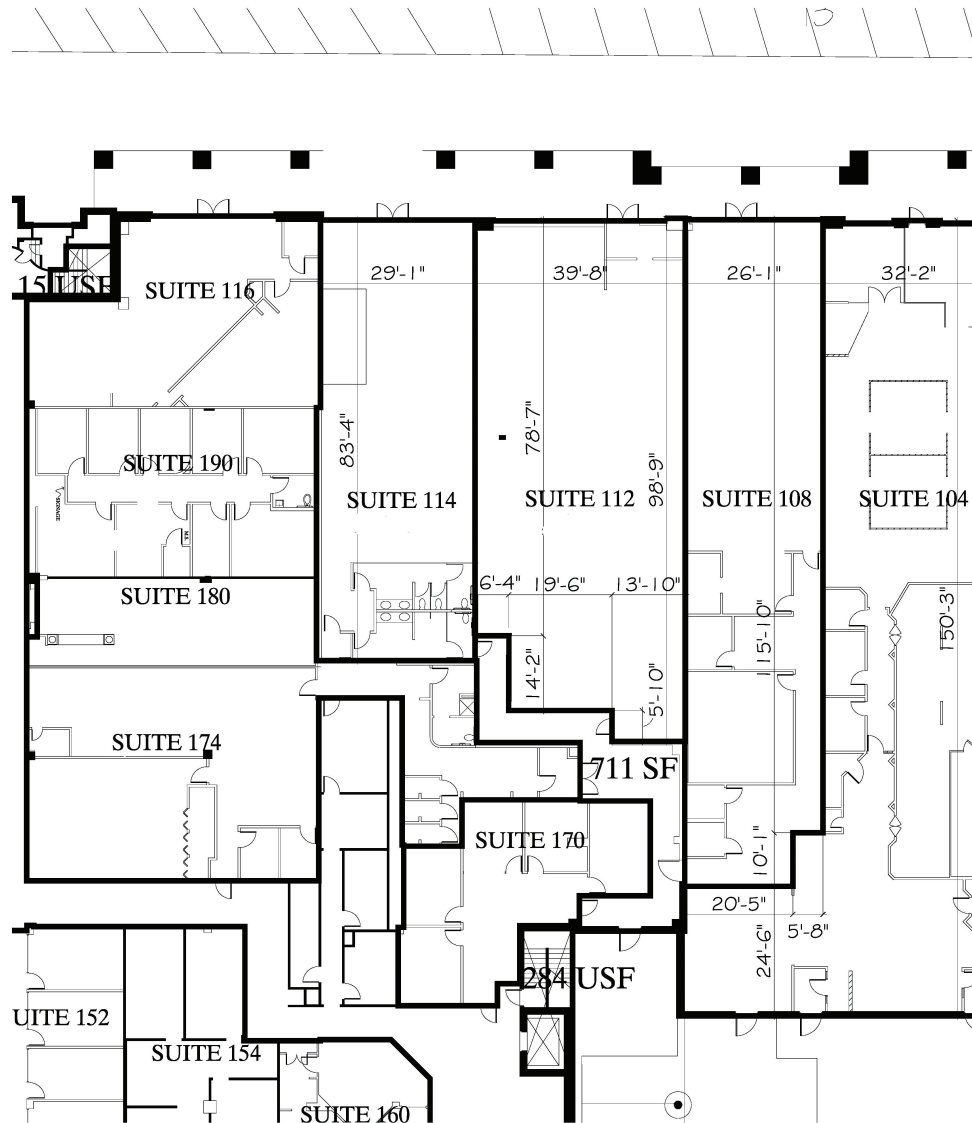 29'-1"
39'-8"
26'-1"
32'-2"
15
USF
SUITE 116
83'-4"
78'-7"
98'-9"
SUITE 190
SUITE 114
SUITE 112
SUITE 108
SUITE 104
SIGNAGE
M.B.
SUITE 180
6'-4"
19'-6"
13'-10"
150'-3"
115'-10"
14'-2"
5'-10"
SUITE 174
711 SF
SUITE 170
10'-1"
20'-5"
5'-8"
24'-6"
284 USF
UITE 152
SUITE 154
SUITE 160